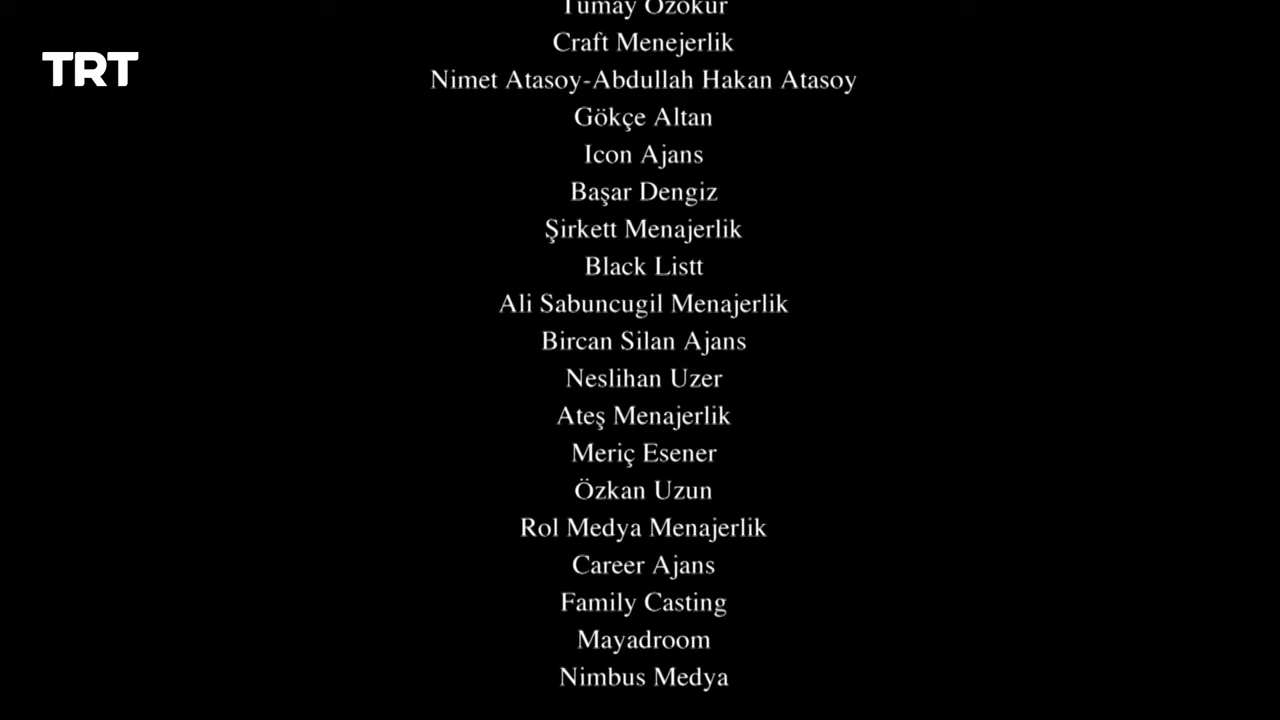 Tümay Özokur
TRT
Craft Menejerlik
Nimet Atasoy-Abdullah Hakan Atasoy
Gökçe Altan
Icon Ajans
Başar Dengiz
Şirkett Menajerlik
Black Listt
Ali Sabuncugil Menajerlik
Bircan Silan Ajans
Neslihan Uzer
Ateş Menajerlik
Meriç Esener
Özkan Uzun
Rol Medya Menajerlik
Career Ajans
Family Casting
Mayadroom
Nimbus Medya